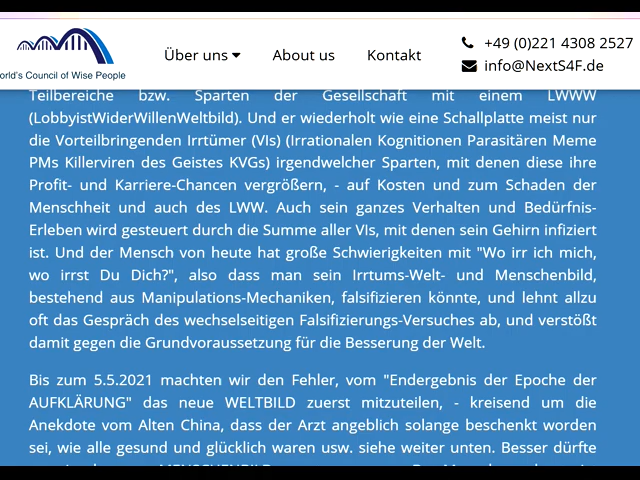 orld's Council of Wise People
Über uns
About us
Kontakt
+49 (0)221 4308 2527
info@NextS4F.de
Teilbereiche bzw. Sparten der Gesellschaft mit einem LWWW
(LobbyistWiderWillenWeltbild). Und er wiederholt wie eine Schallplatte meist nur
die Vorteilbringenden Irrtümer (VIs) (Irrationalen Kognitionen Parasitären Meme
PMs Killerviren des Geistes KVGs) irgendwelcher Sparten, mit denen diese ihre
Profit- und Karriere-Chancen vergrößern, - auf Kosten und zum Schaden der
Menschheit und auch des LWW. Auch sein ganzes Verhalten und Bedürfnis-
Erleben wird gesteuert durch die Summe aller VIs, mit denen sein Gehirn infiziert
ist. Und der Mensch von heute hat große Schwierigkeiten mit "Wo irr ich mich,
wo irrst Du Dich?", also dass man sein Irrtums-Welt- und Menschenbild,
bestehend aus Manipulations-Mechaniken, falsifizieren könnte, und lehnt allzu
oft das Gespräch des wechselseitigen Falsifizierungs-Versuches ab, und verstößt
damit gegen die Grundvoraussetzung für die Besserung der Welt.
Bis zum 5.5.2021 machten wir den Fehler, vom "Endergebnis der Epoche der
AUFKLÄRUNG" das neue WELTBILD zuerst mitzuteilen, - kreisend um die
Anekdote vom Alten China, dass der Arzt angeblich solange beschenkt worden
sei, wie alle gesund und glücklich waren usw. siehe weiter unten. Besser dürfte